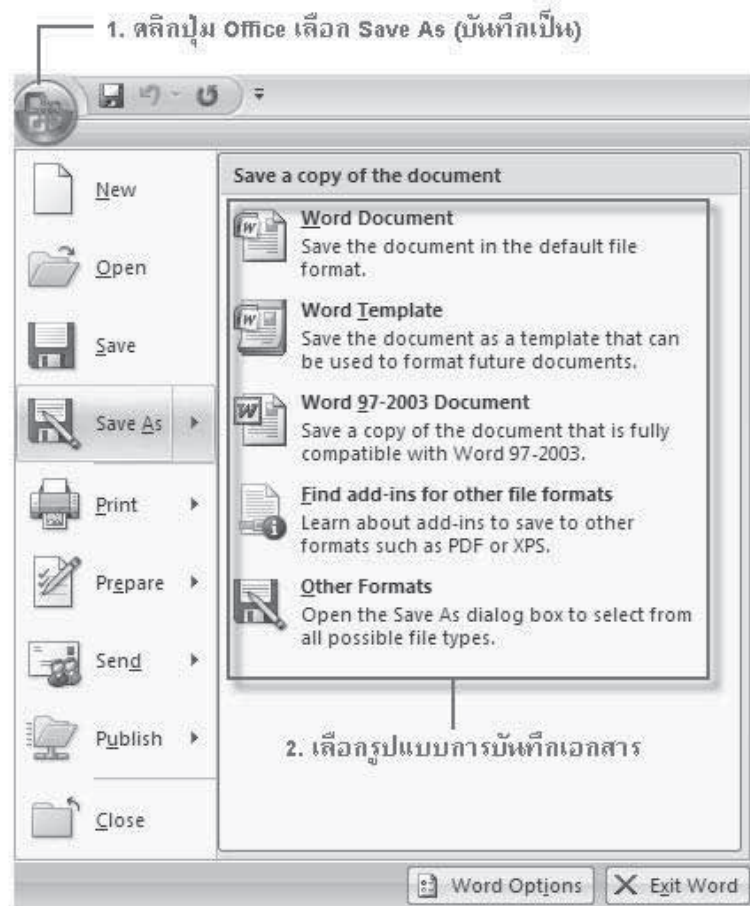 1. คลิกปุ่ม Office เลือก Save As (บันทึกเป็น)
New
Open
Save
Save As
Print
Prepare
Send
Publish
Close
Save a copy of the document
Word Document
Save the document in the default file
format.
Word Template
Save the document as a template that can
be used to format future documents.
Word 97-2003 Document
Save a copy of the document that is fully
compatible with Word 97-2003.
Find add-ins for other file formats
Learn about add-ins to save to other
formats such as PDF or XPS.
Other Formats
Open the Save As dialog box to select from
all possible file types.
2. เลือกรูปแบบการบันทึกเอกสาร
Word Options
Exit Word